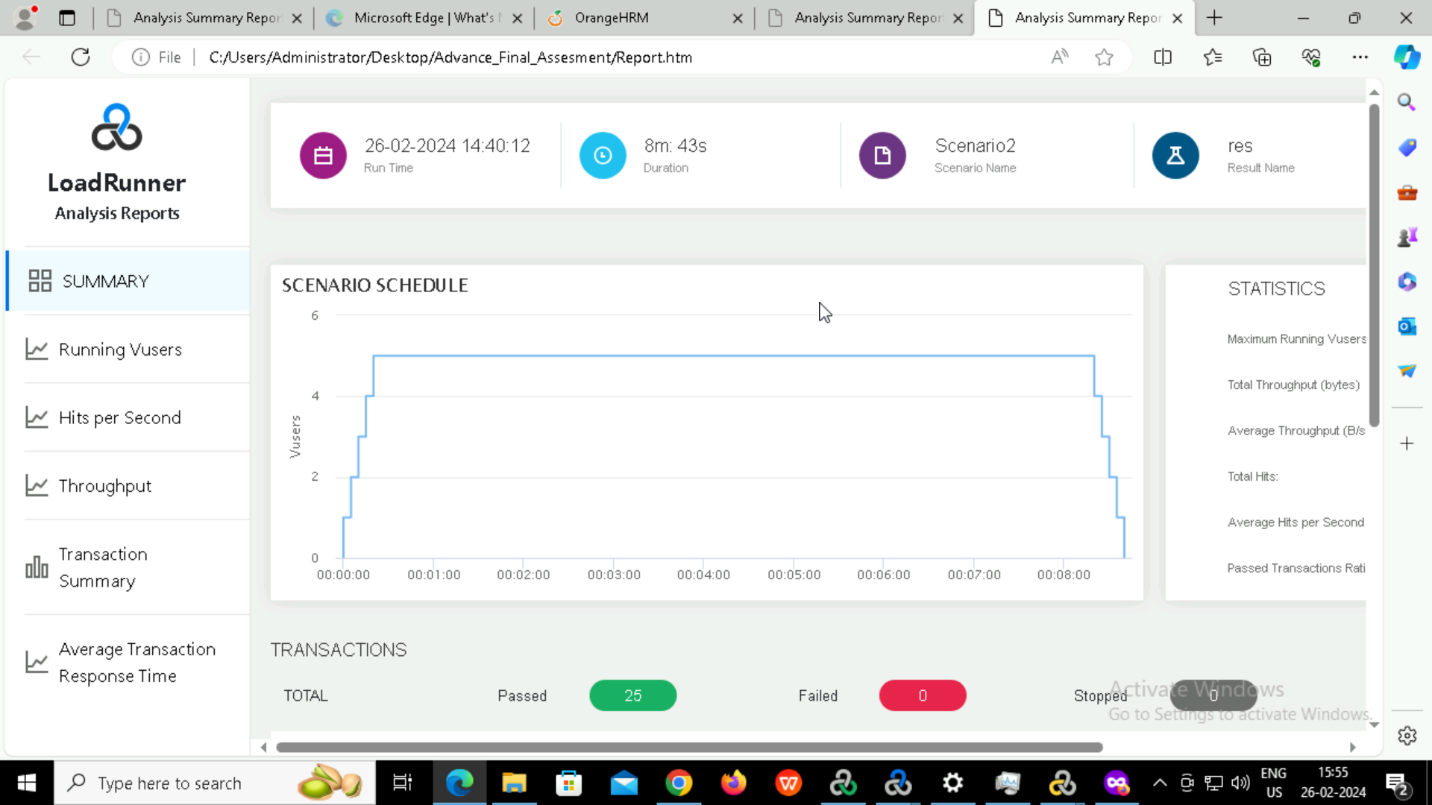 Analysis Summary Repor
Microsoft Edge | What's
OrangeHRM
Analysis Summary Repor
Analysis Summary Repor
File
C:/Users/Administrator/Desktop/Advance_Final_Assesment/Report.htm
LoadRunner
Analysis Reports
SUMMARY
Running Vusers
Hits per Second
Throughput
Transaction
Summary
Average Transaction
Response Time
26-02-2024 14:40:12
Run Time
8m: 43s
Duration
Scenario2
Scenario Name
res
Result Name
SCENARIO SCHEDULE
6
4
2
0
Vusers
00:00:00 00:01:00 00:02:00 00:03:00 00:04:00 00:05:00 00:06:00 00:07:00 00:08:00
STATISTICS
Maximum Running Vusers
Total Throughput (bytes)
Average Throughput (B/s
Total Hits:
Average Hits per Second
Passed Transactions Rati
TRANSACTIONS
TOTAL Passed 25 Failed 0 Stopped 0
Activate Windows
Go to Settings to activate Windows.
Type here to search
ENG
US
15:55
26-02-2024
2